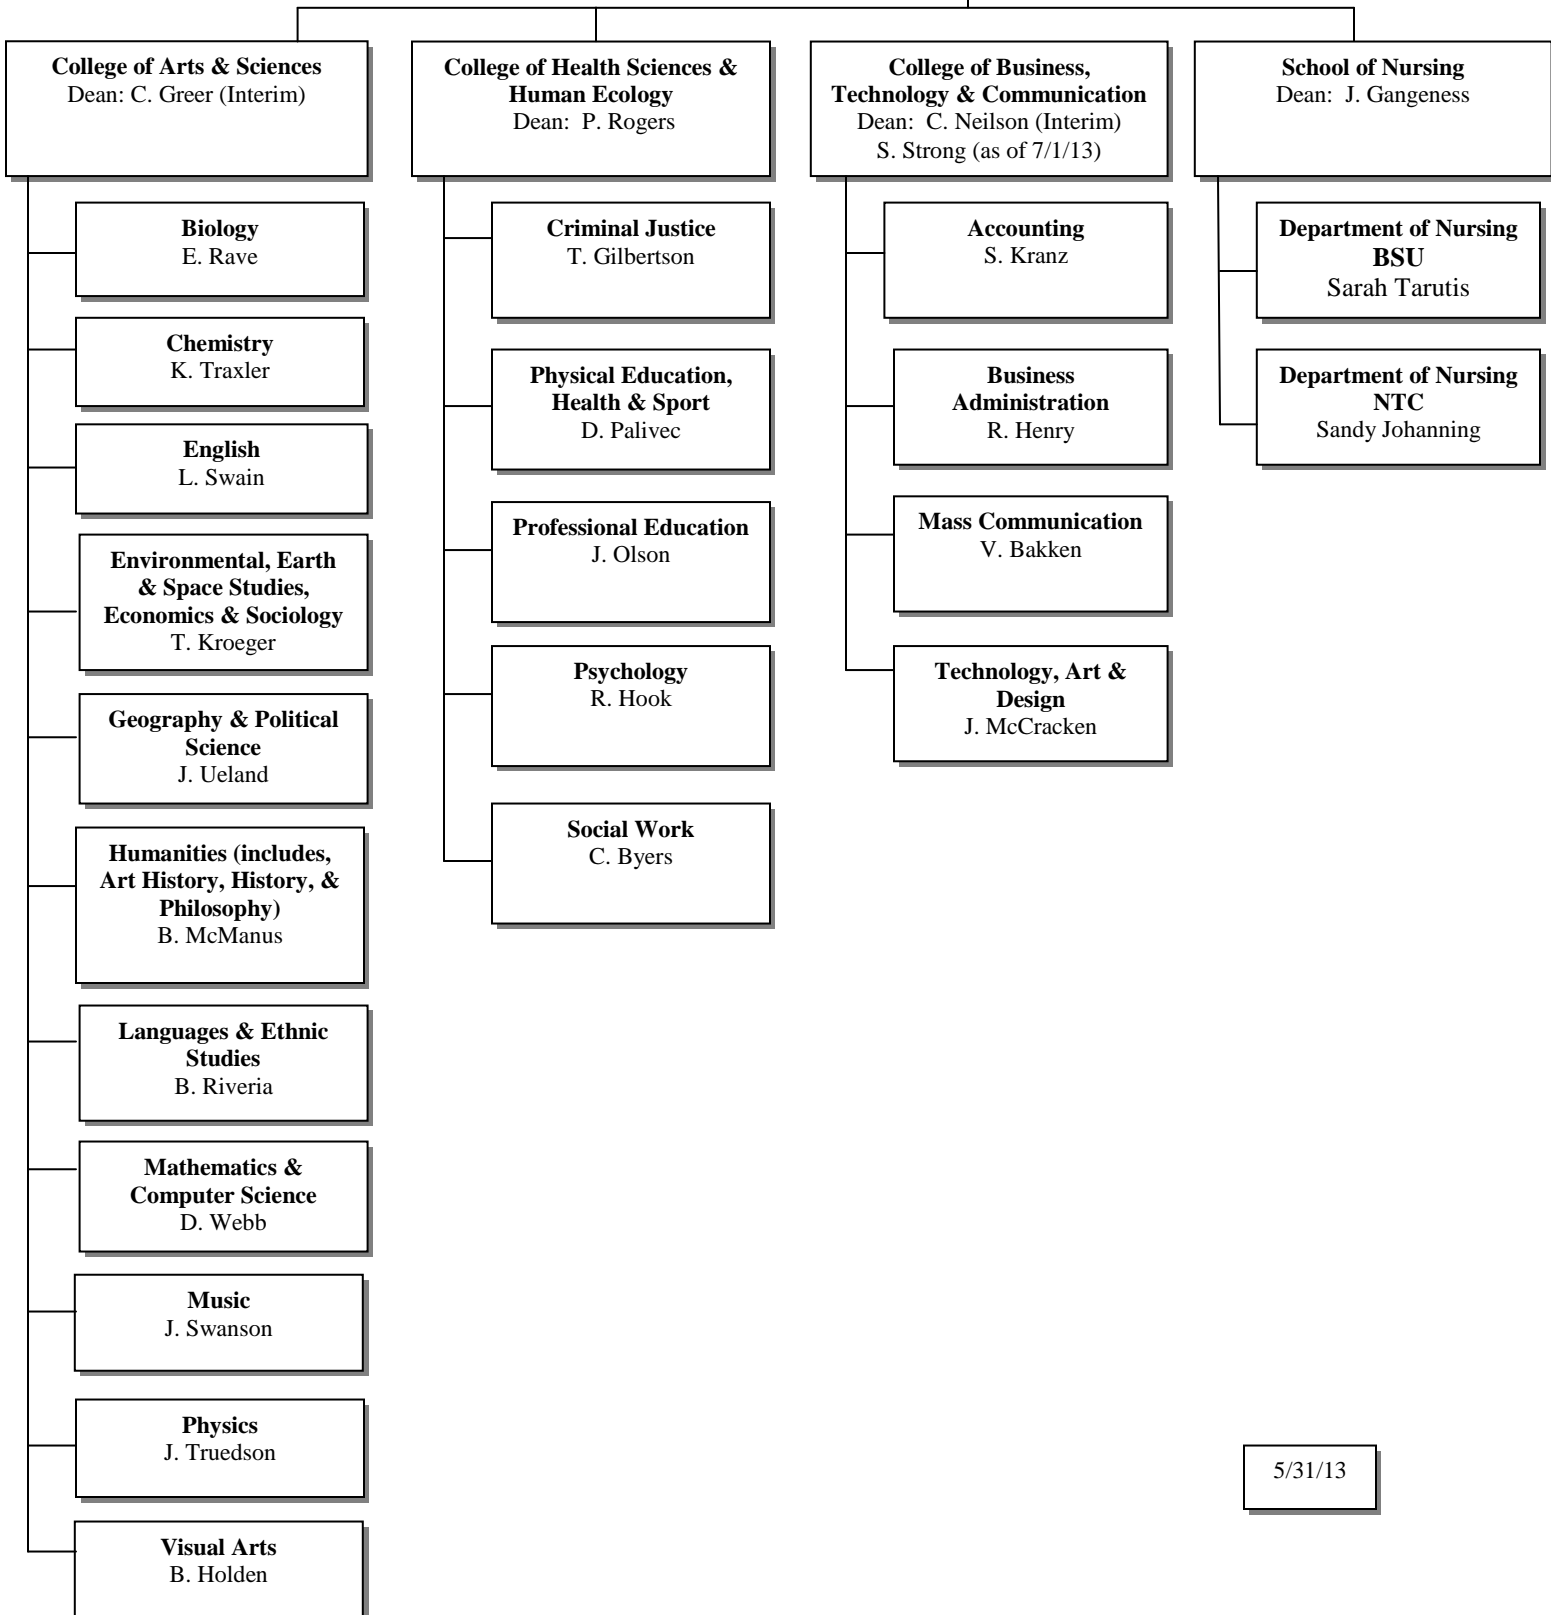 College of Arts & Sciences
Dean: C. Greer (Interim)
College of Health Sciences &
Human Ecology
Dean: P. Rogers
College of Business,
Technology & Communication
Dean: C. Neilson (Interim)
S. Strong (as of 7/1/13)
School of Nursing
Dean: J. Gangeness
Biology
E. Rave
Chemistry
K. Traxler
English
L. Swain
Environmental, Earth
& Space Studies,
Economics & Sociology
T. Kroeger
Geography & Political
Science
J. Ueland
Humanities (includes,
Art History, History, &
Philosophy)
B. McManus
Languages & Ethnic
Studies
B. Riveria
Mathematics &
Computer Science
D. Webb
Music
J. Swanson
Physics
J. Truedson
Visual Arts
B. Holden
Criminal Justice
T. Gilbertson
Physical Education,
Health & Sport
D. Palivec
Professional Education
J. Olson
Psychology
R. Hook
Social Work
C. Byers
Accounting
S. Kranz
Business
Administration
R. Henry
Mass Communication
V. Bakken
Technology, Art &
Design
J. McCracken
Department of Nursing
BSU
Sarah Tarutis
Department of Nursing
NTC
Sandy Johanning
5/31/13